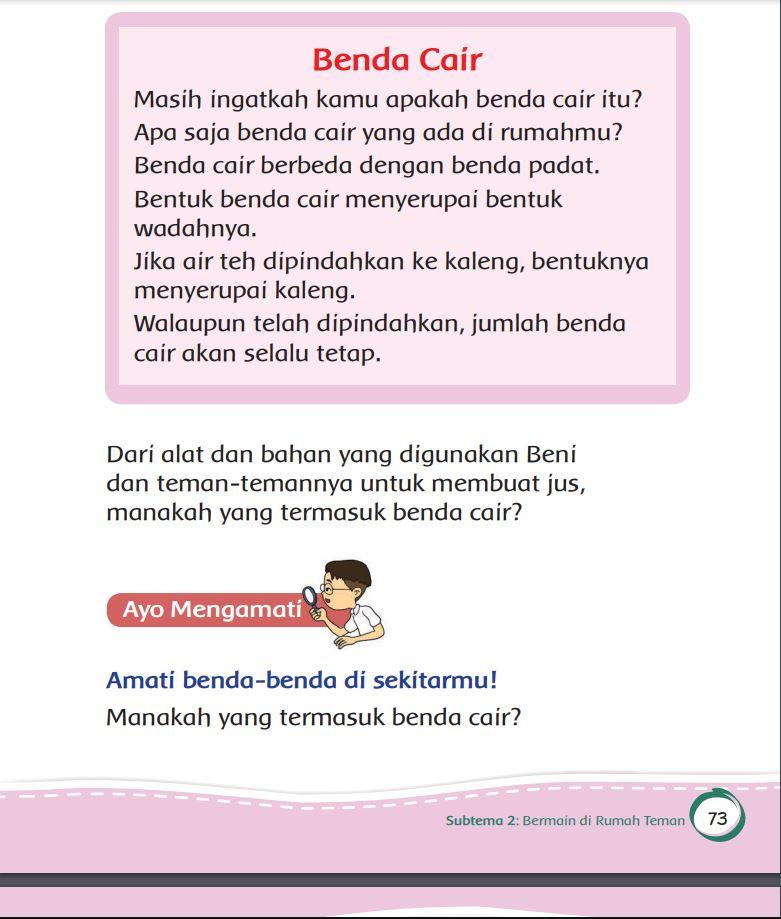 Benda Cair
Masih ingatkah kamu apakah benda cair itu?
Apa saja benda cair yang ada di rumahmu?
Benda cair berbeda dengan benda padat.
Bentuk benda cair menyerupai bentuk
wadahnya.
Jika air teh dipindahkan ke kaleng, bentuknya
menyerupai kaleng.
Walaupun telah dipindahkan, jumlah benda
cair akan selalu tetap.
Dari alat dan bahan yang digunakan Beni
dan teman-temannya untuk membuat jus,
manakah yang termasuk benda cair?
Ayo Mengamati
Amati benda-benda di sekitarmu!
Manakah yang termasuk benda cair?
Subtema 2: Bermain di Rumah Teman 73